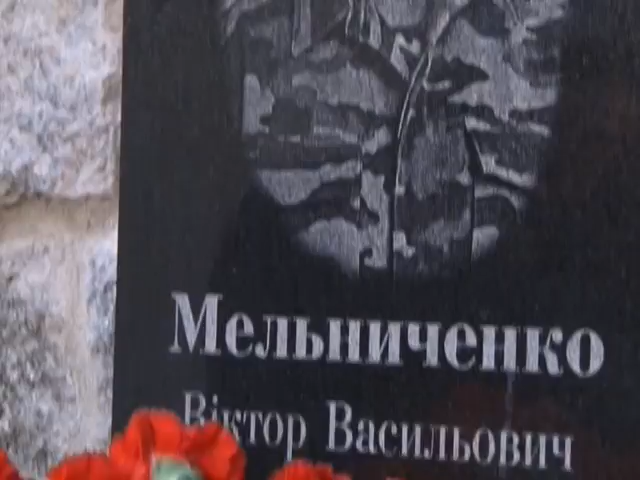 Мельниченко
Віктор Васильович